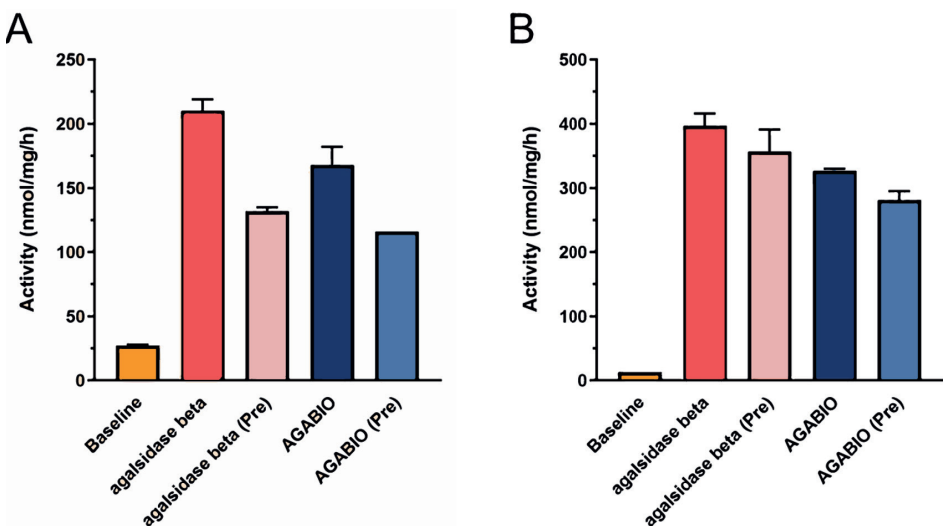 A
250
200
150
100
50
0
Activity (nmol/mg/h)
Baseline
agalsidase beta
agalsidase beta (Pre)
AGABIO
AGABIO (Pre)
B
500
400
300
200
100
0
Activity (nmol/mg/h)
Baseline
agalsidase beta
agalsidase beta (Pre)
AGABIO
AGABIO (Pre)